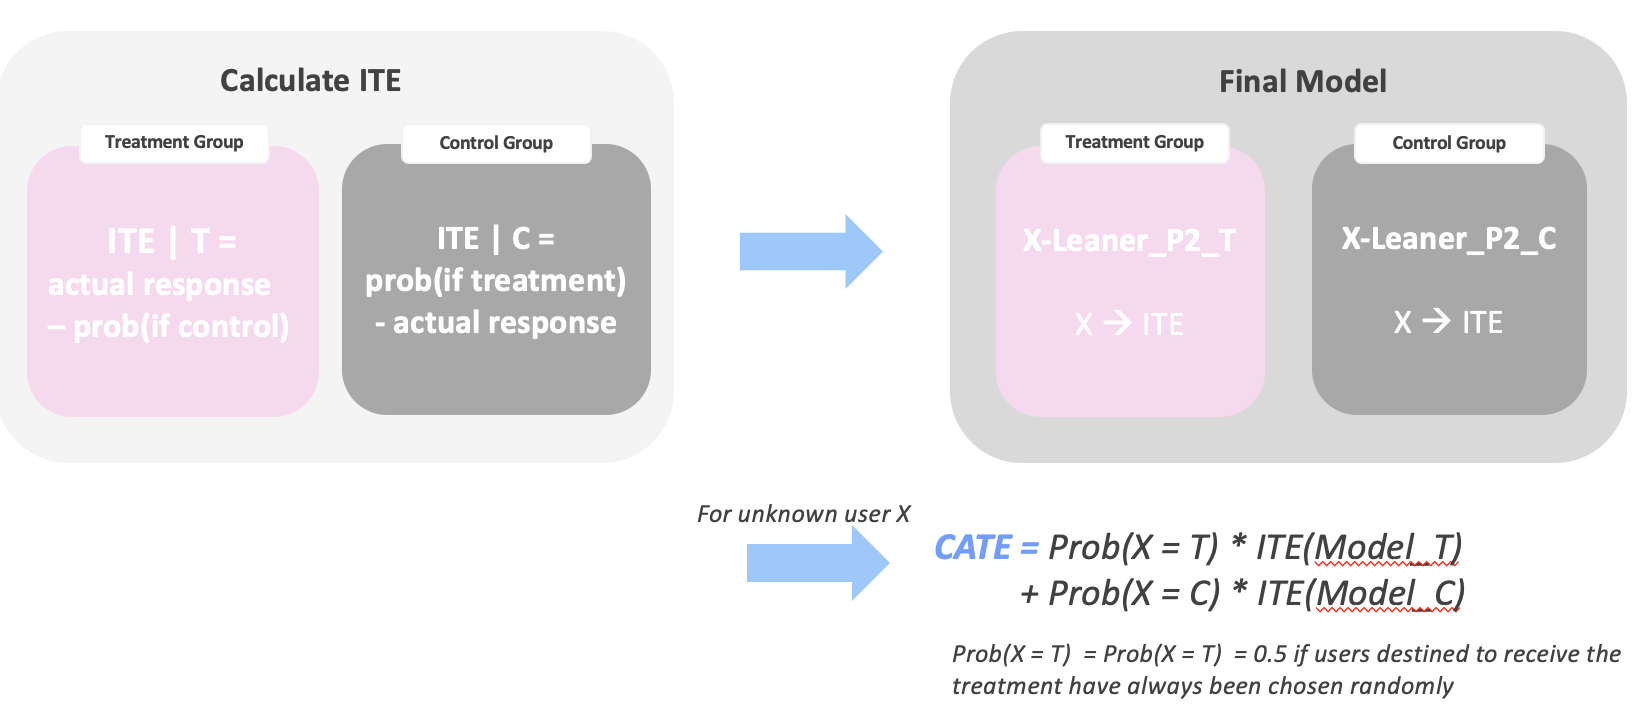 Calculate ITE
Treatment Group
ITE | T =
actual response
– prob(if control)
Control Group
ITE | C =
prob(if treatment)
- actual response
Final Model
Treatment Group
X-Leaner_P2_T
X → ITE
Control Group
X-Leaner_P2_C
X → ITE
For unknown user X
CATE = Prob(X = T) * ITE(Model_T)
+ Prob(X = C) * ITE(Model_C)
Prob(X = T) = Prob(X = T) = 0.5 if users destined to receive the
treatment have always been chosen randomly